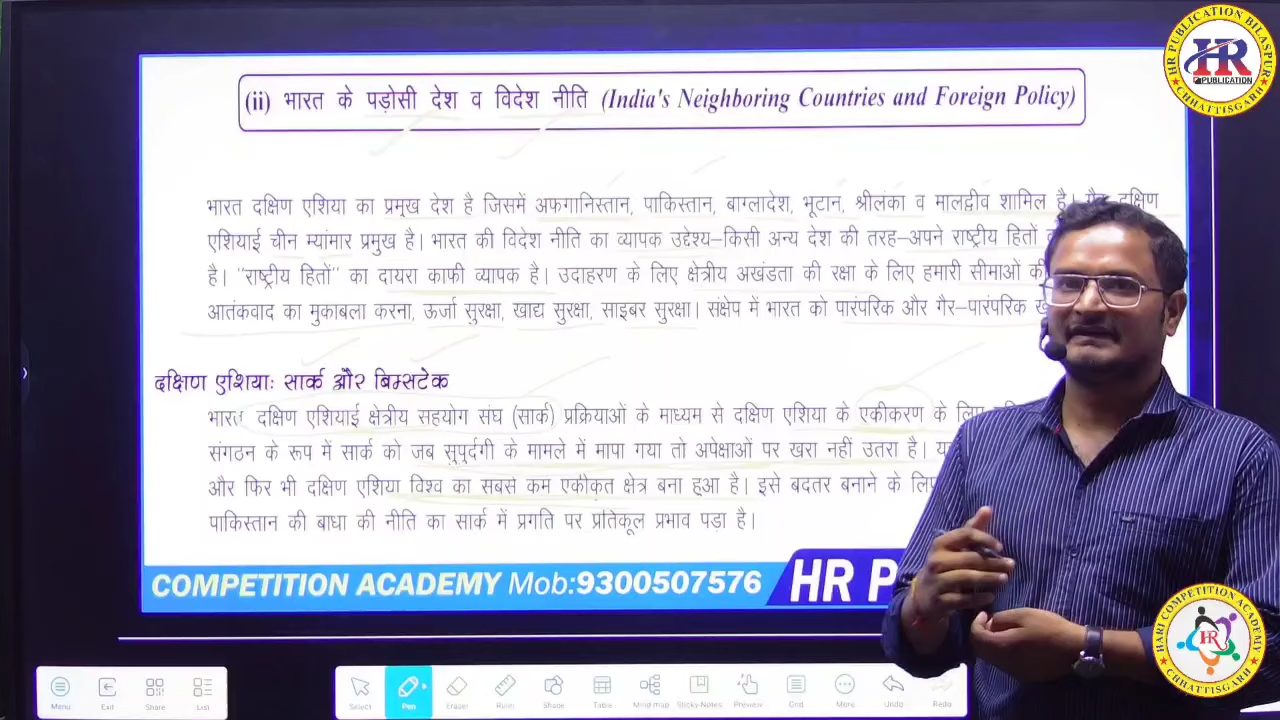 HR PUBLICATION BILASPUR
HR
PUBLICATION
CHHATTISGARH
(ii) भारत के पड़ोसी देश व विदेश नीति (India's Neighboring Countries and Foreign Policy)
भारत दक्षिण एशिया का प्रमुख देश है जिसमें अफगानिस्तान, पाकिस्तान, बाग्लादेश, भूटान, श्रीलंका व मालद्वीव शामिल है। गैर दक्षिण
एशियाई चीन म्यांमार प्रमुख है। भारत की विदेश नीति का व्यापक उद्देश्य–किसी अन्य देश की तरह–अपने राष्ट्रीय हितों
है। "राष्ट्रीय हितों" का दायरा काफी व्यापक है। उदाहरण के लिए क्षेत्रीय अखंडता की रक्षा के लिए हमारी सीमाओं की
आतंकवाद का मुकाबला करना, ऊर्जा सुरक्षा, खाद्य सुरक्षा, साइबर सुरक्षा। संक्षेप में भारत को पारंपरिक और गैर–पारंपरिक
दक्षिण एशियाः सार्क और बिम्सटेक
भारत दक्षिण एशियाई क्षेत्रीय सहयोग संघ (सार्क) प्रक्रियाओं के माध्यम से दक्षिण एशिया के एकीकरण के लिए
संगठन के रूप में सार्क को जब सुपुर्दगी के मामले में मापा गया तो अपेक्षाओं पर खरा नहीं उतरा है।
और फिर भी दक्षिण एशिया विश्व का सबसे कम एकीकृत क्षेत्र बना हुआ है। इसे बदतर बनाने के लिए
पाकिस्तान की बाधा की नीति का सार्क में प्रगति पर प्रतिकूल प्रभाव पड़ा है।
COMPETITION ACADEMY Mob:9300507576 HR P
HARI COMPETITION ACADEMY
HR
CHHATTISGARH
Menu Exit Share List Select Pen Eraser Ruler Shape Table Mind map Sticky-Notes Preview Grid More Undo Redo